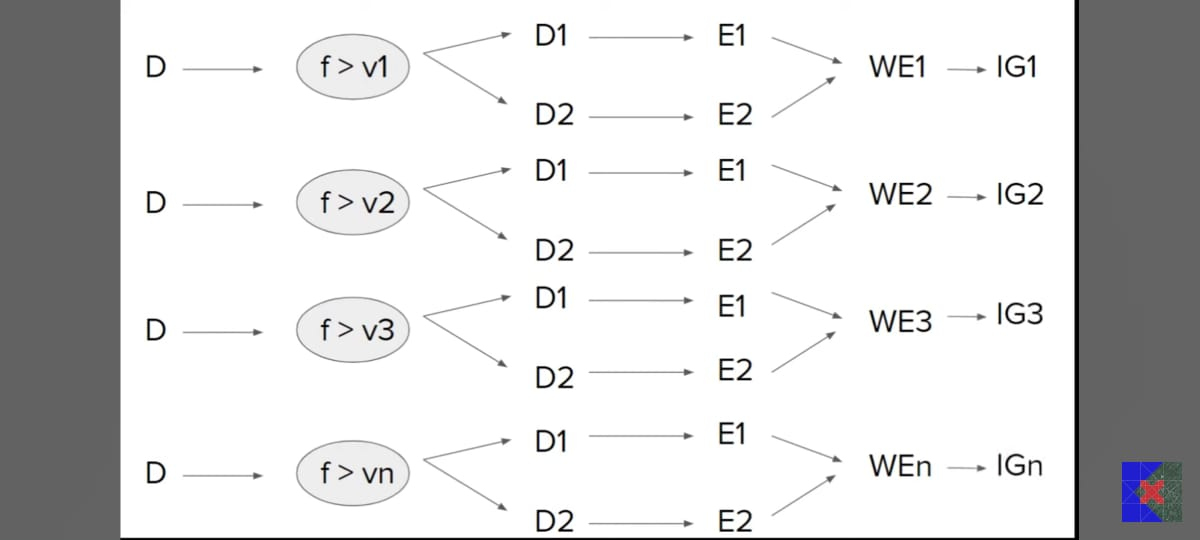 D f > v1 D1 E1 WE1 IG1
D2 E2
D f > v2 D1 E1 WE2 IG2
D2 E2
D f > v3 D1 E1 WE3 IG3
D2 E2
D f > vn D1 E1 WEn IGn
D2 E2